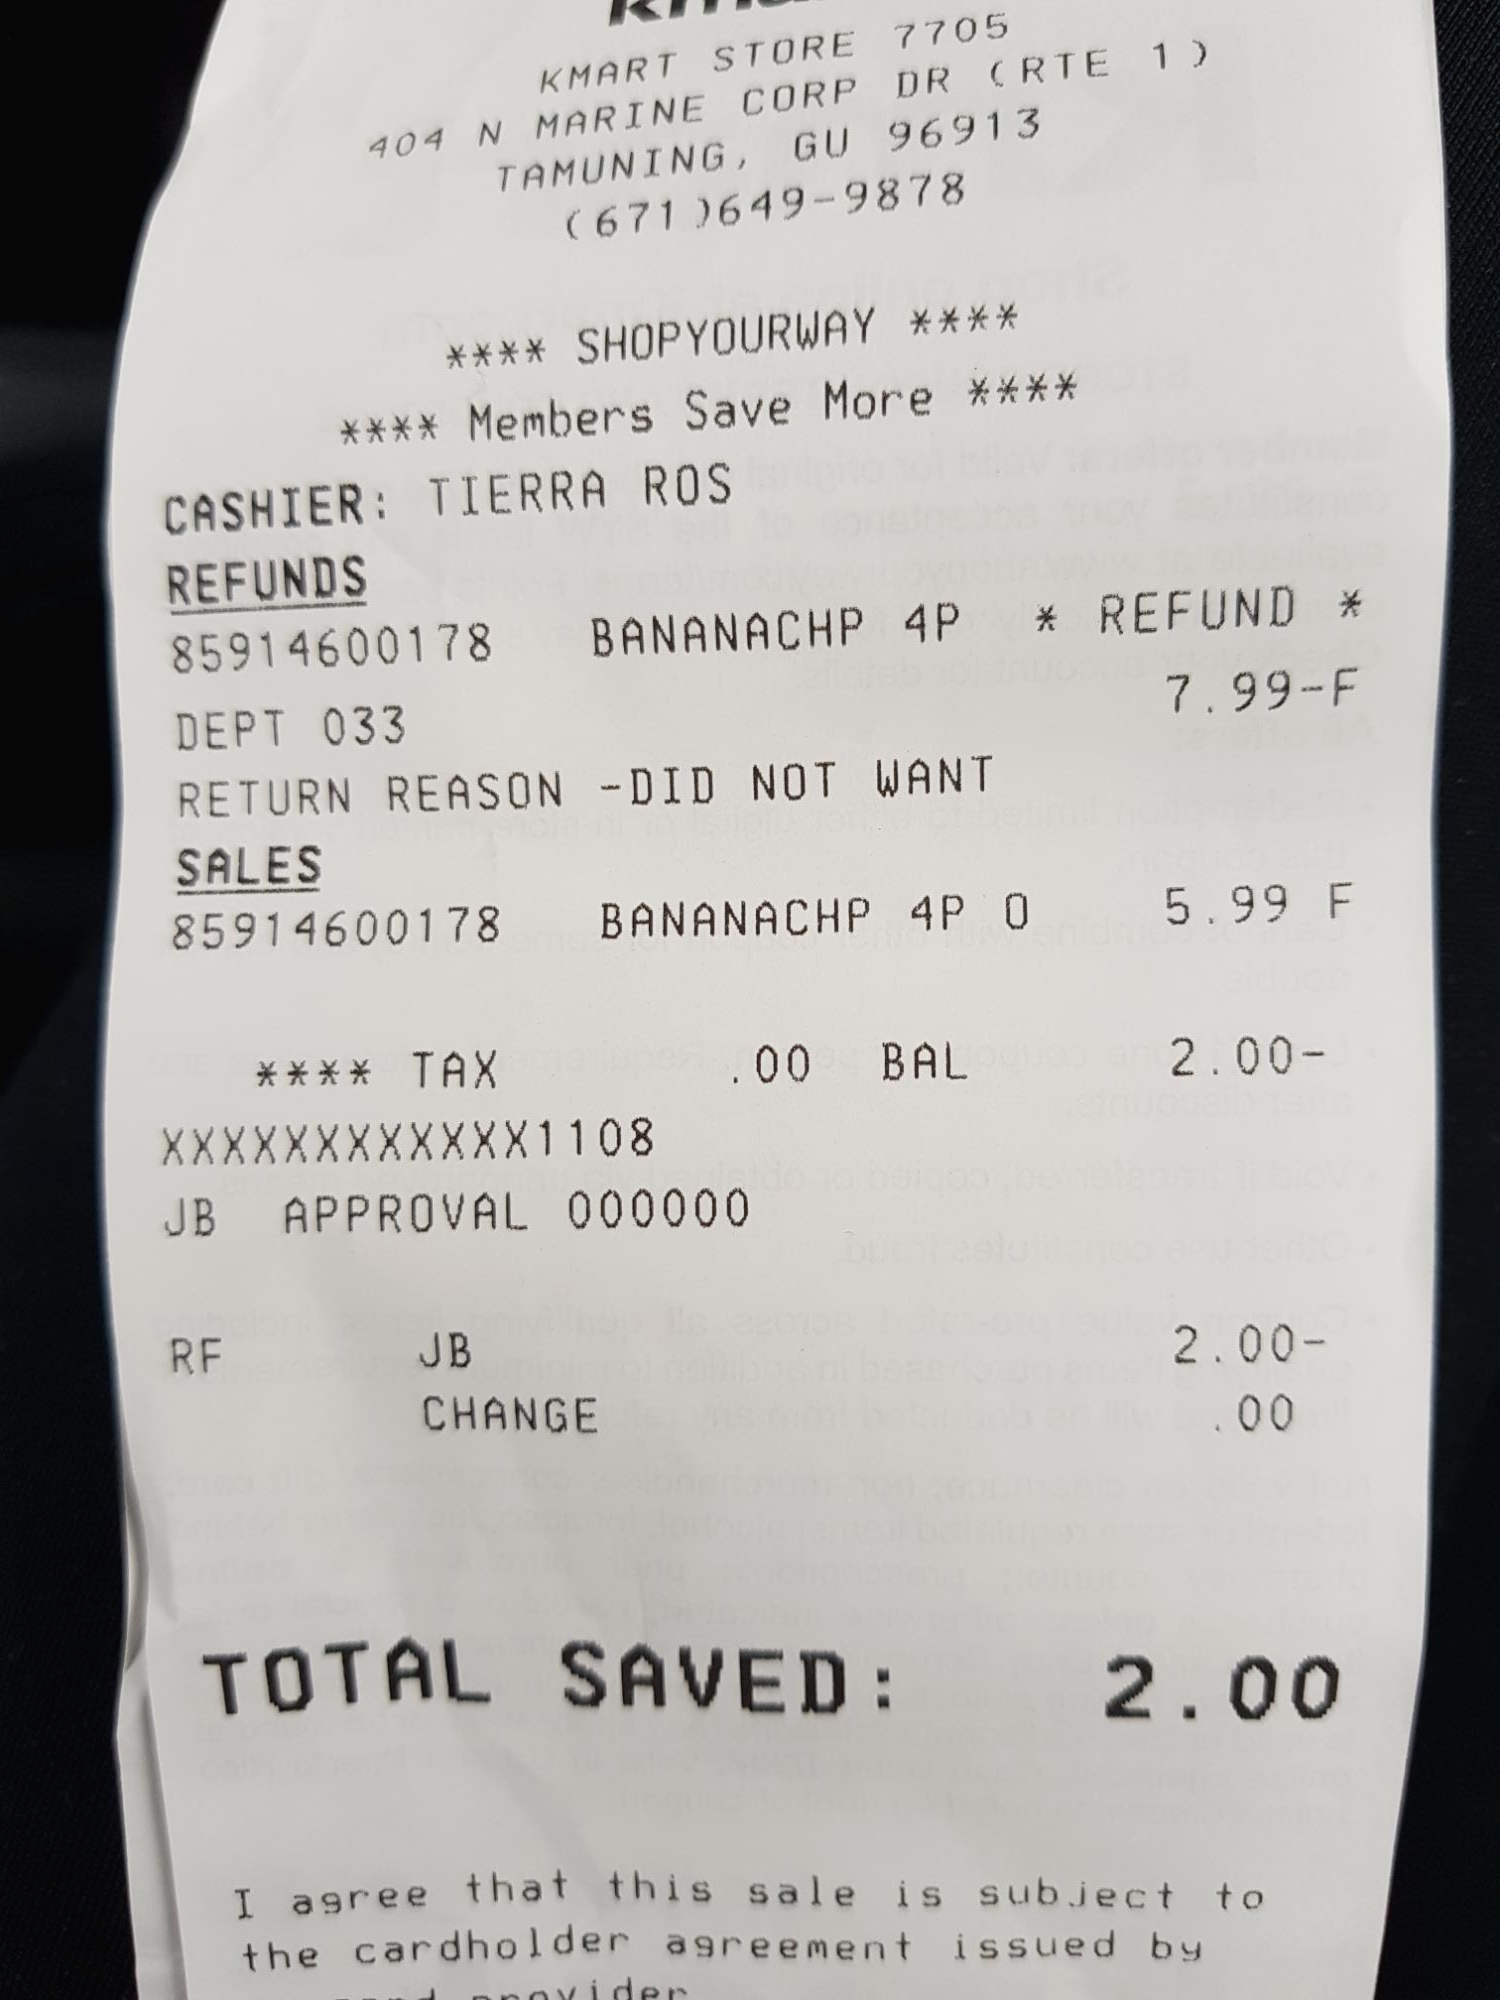 KMART STORE 7705
404 N MARINE CORP DR (RTE 1)
TAMUNING, GU 96913
(671)649-9878
**** SHOPYOURWAY ****
**** Members Save More ****
CASHIER: TIERRA ROS
REFUNDS
85914600178 BANANACHP 4P * REFUND *
7.99-F
DEPT 033
RETURN REASON -DID NOT WANT
SALES
85914600178 BANANACHP 4P O 5.99 F
**** TAX .00 BAL 2.00-
XXXXXXXXXXXX1108
JB APPROVAL 000000
RF JB 2.00-
CHANGE .00
TOTAL SAVED: 2.00
I agree that this sale is subject to
the cardholder agreement issued by
provider